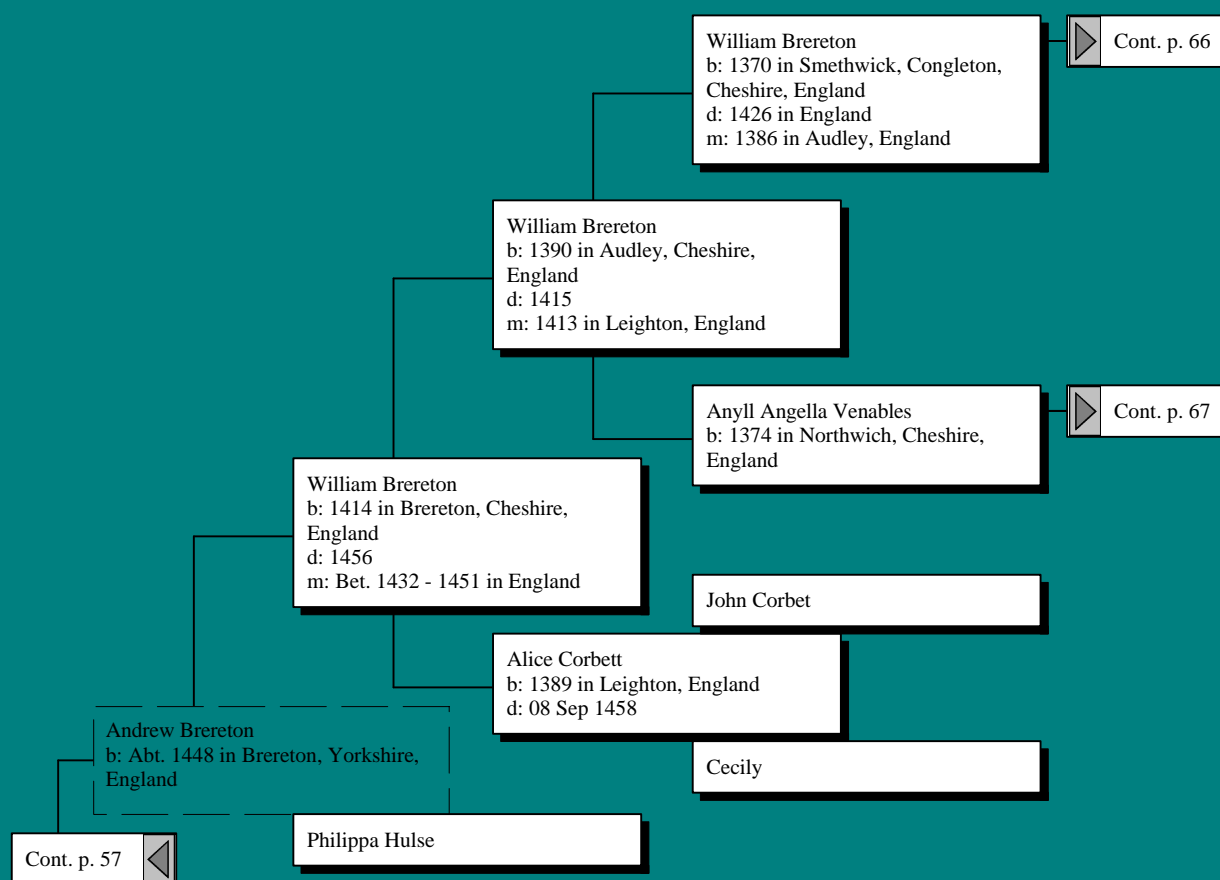 William Brereton
b: 1370 in Smethwick, Congleton,
Cheshire, England
d: 1426 in England
m: 1386 in Audley, England
Cont. p. 66
William Brereton
b: 1390 in Audley, Cheshire,
England
d: 1415
m: 1413 in Leighton, England
Anyll Angella Venables
b: 1374 in Northwich, Cheshire,
England
Cont. p. 67
William Brereton
b: 1414 in Brereton, Cheshire,
England
d: 1456
m: Bet. 1432 - 1451 in England
John Corbet
Alice Corbett
b: 1389 in Leighton, England
d: 08 Sep 1458
Cecily
Andrew Brereton
b: Abt. 1448 in Brereton, Yorkshire,
England
Philippa Hulse
Cont. p. 57